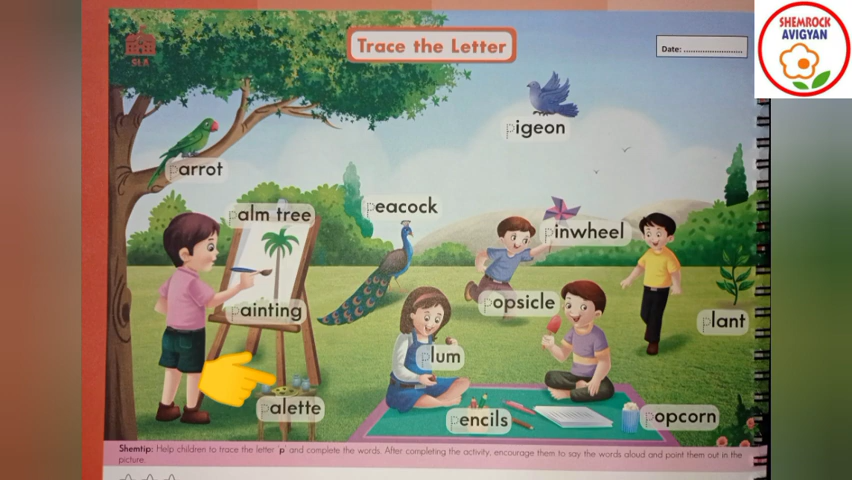 SHEMROCK
AVIGYAN
Trace the Letter
Date: ........................
SLA
pigeon
parrot
palm tree
peacock
pinwheel
painting
popsicle
plant
plum
palette
pencils
popcorn
Shemtip: Help children to trace the letter 'p' and complete the words. After completing the activity, encourage them to say the words aloud and point them out in the
picture.